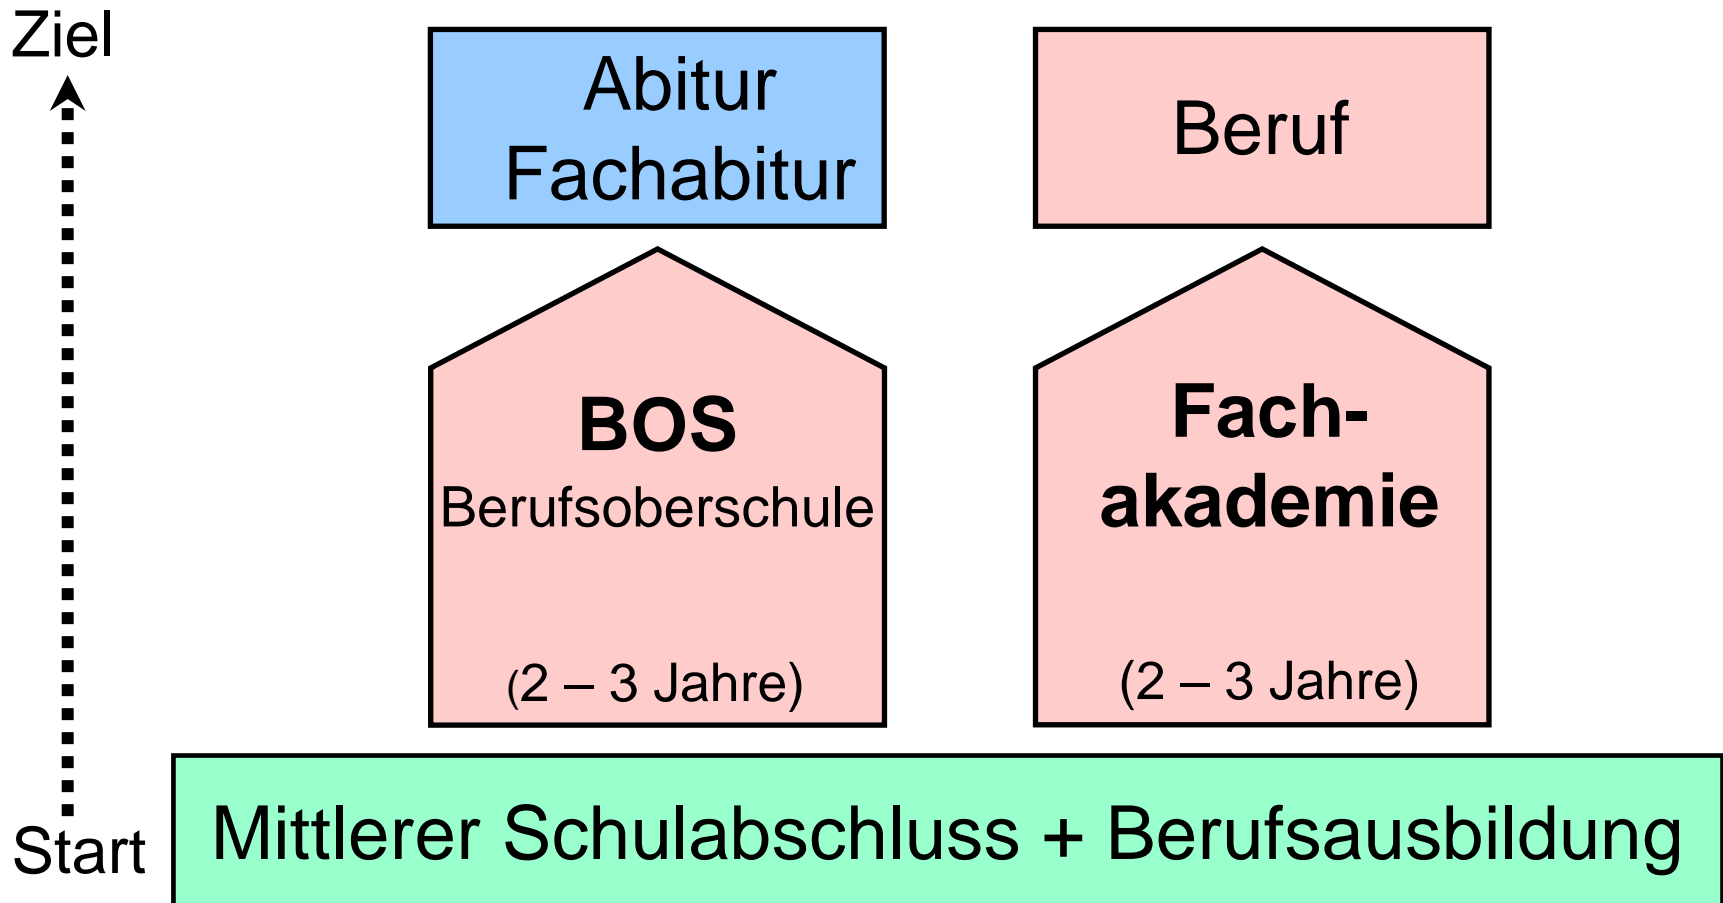 Ziel
Abitur
Fachabitur
Beruf
BOS
Berufsoberschule
(2 – 3 Jahre)
Fach-
akademie
(2 – 3 Jahre)
Start
Mittlerer Schulabschluss + Berufsausbildung